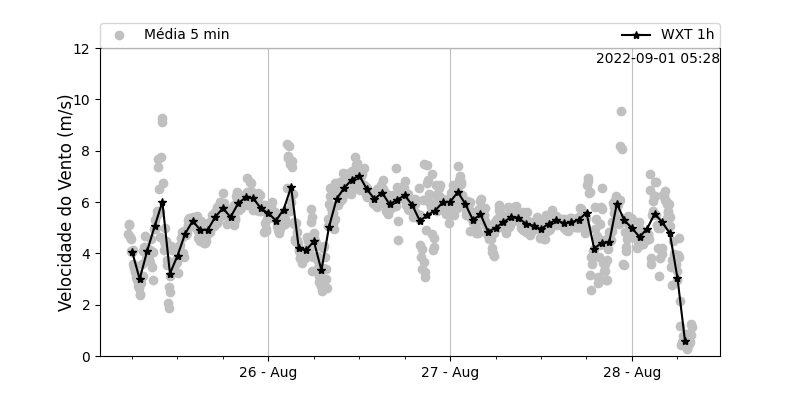 Média 5 min
WXT 1h
2022-09-01 05:28
Velocidade do Vento (m/s)
12
10
8
6
4
2
0
26 - Aug
27 - Aug
28 - Aug